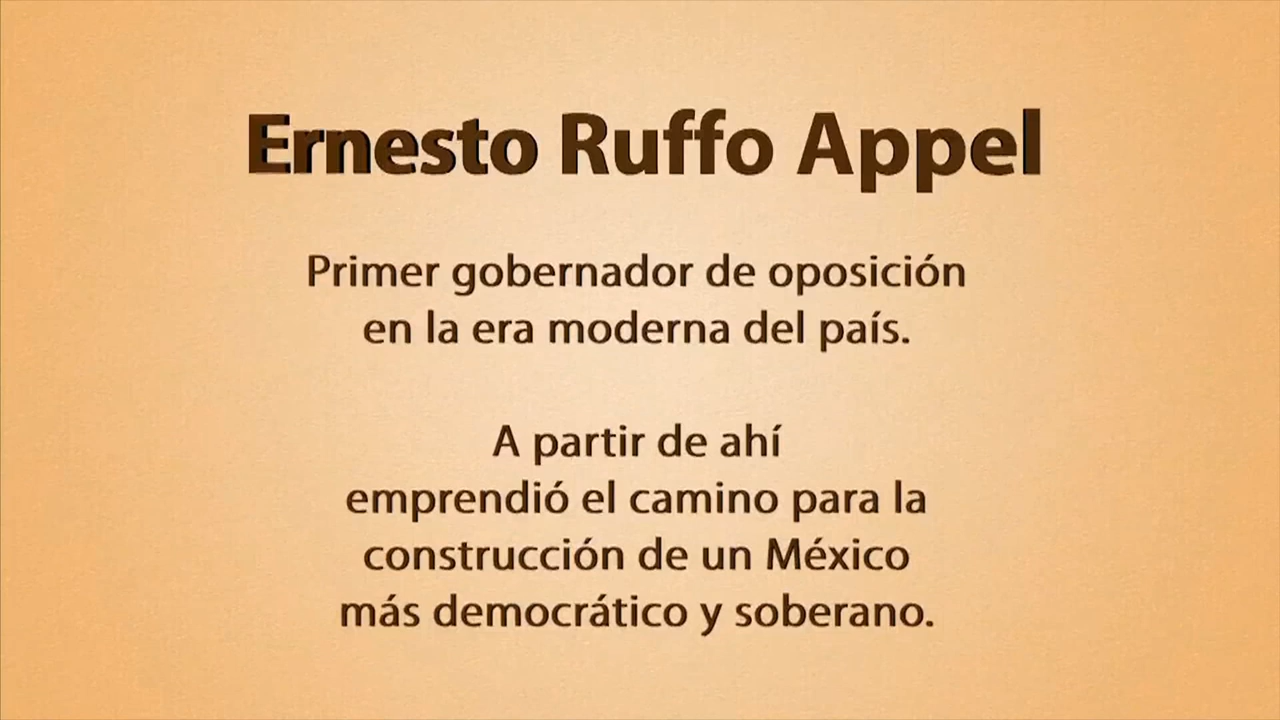 Ernesto Ruffo Appel
Primer gobernador de oposición
en la era moderna del país.
A partir de ahí
emprendió el camino para la
construcción de un México
más democrático y soberano.